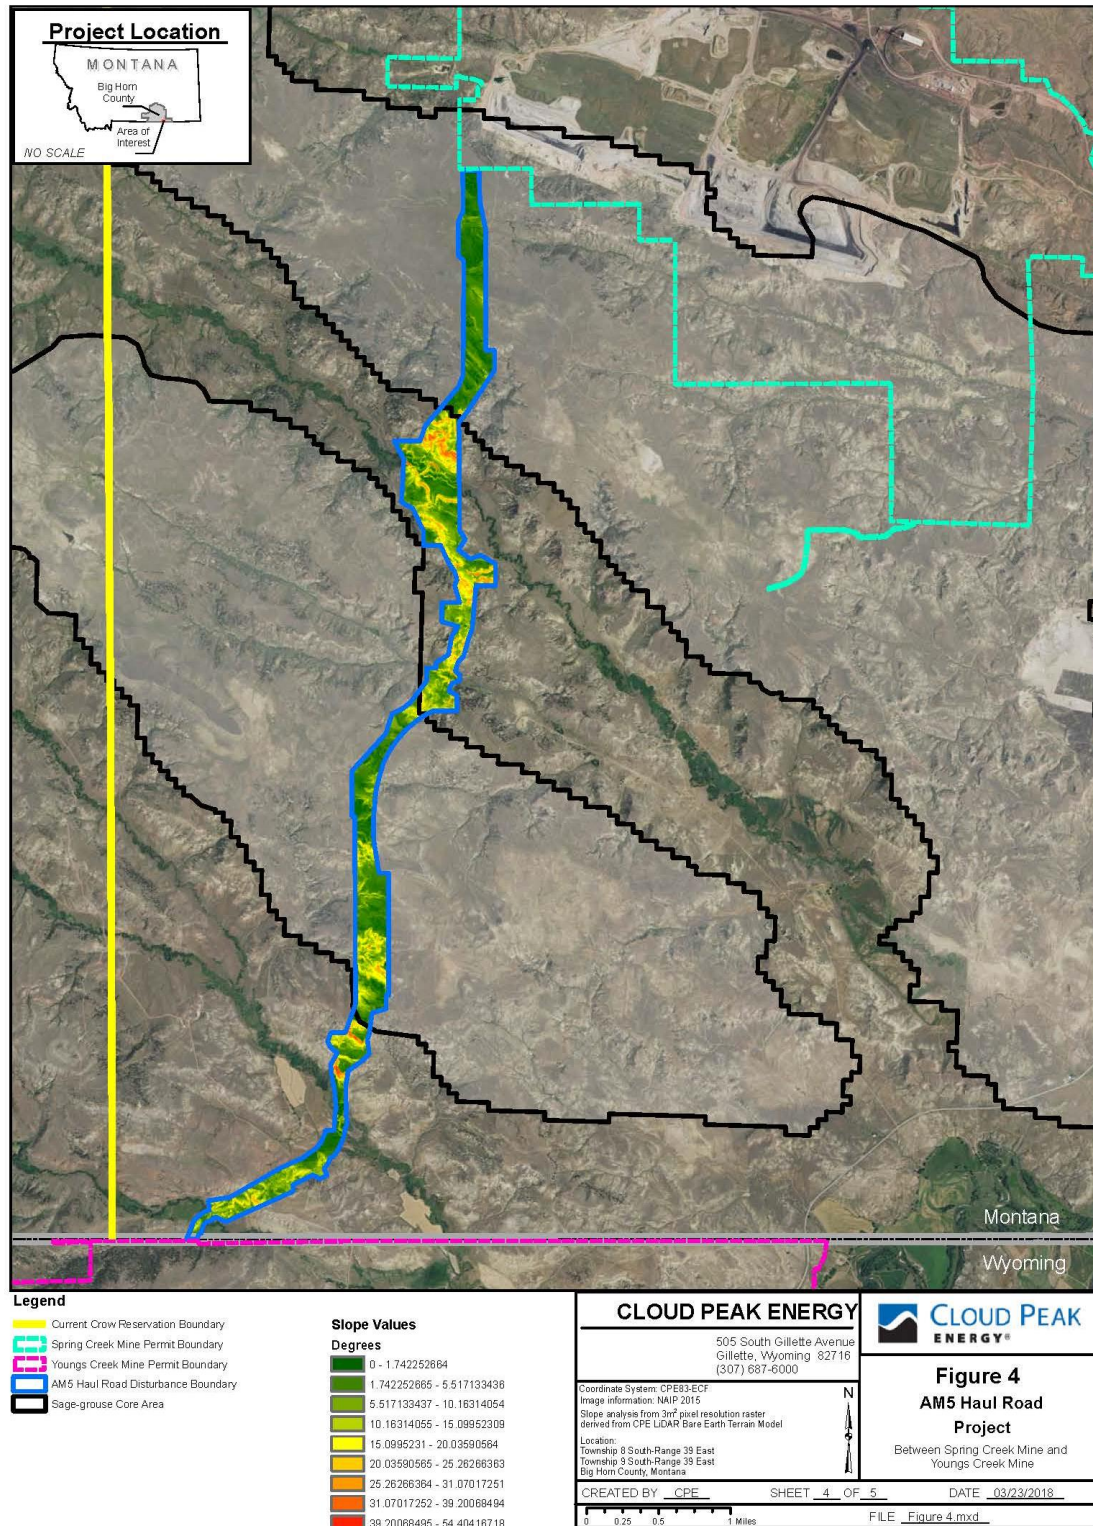 Project Location
MONTANA
Big Horn
County
Area of
Interest
NO SCALE
Montana
Wyoming
Legend
Current Crow Reservation Boundary
Spring Creek Mine Permit Boundary
Youngs Creek Mine Permit Boundary
AM5 Haul Road Disturbance Boundary
Sage-grouse Core Area
Slope Values
Degrees
0 - 1.742252664
1.742252665 - 5.517133436
5.517133437 - 10.16314054
10.16314055 - 15.09952309
15.0995231 - 20.03590564
20.03590565 - 25.26266363
25.26266364 - 31.07017251
31.07017252 - 39.20068494
39.20068495 - 54.40416718
CLOUD PEAK ENERGY
505 South Gillette Avenue
Gillette, Wyoming 82716
(307) 687-6000
Coordinate System: CPE83-ECF
Image information: NAIP 2015
Slope analysis from 3m² pixel resolution raster
derived from CPE LiDAR Bare Earth Terrain Model
Location:
Township 8 South-Range 39 East
Township 9 South-Range 39 East
Big Horn County, Montana
N
CLOUD PEAK
ENERGY®
Figure 4
AM5 Haul Road
Project
Between Spring Creek Mine and
Youngs Creek Mine
CREATED BY CPE SHEET 4 OF 5 DATE 03/23/2018
0 0.25 0.5 1 Miles
FILE Figure 4.mxd